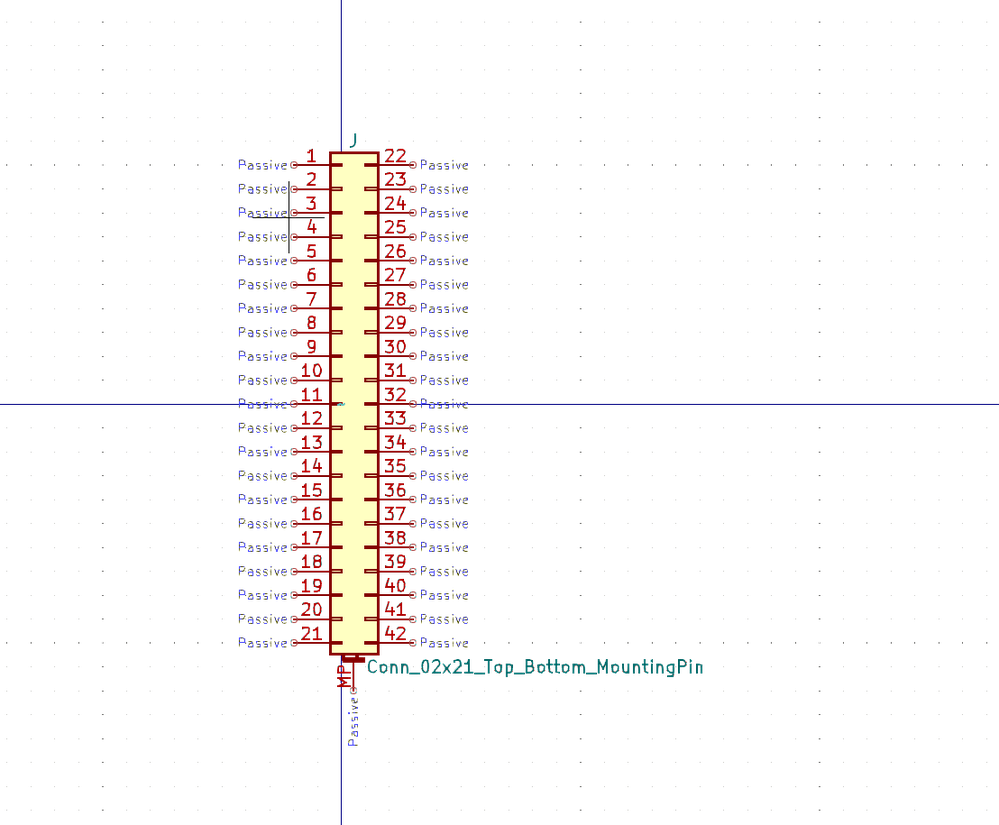 J
Passive 1 22 Passive
Passive 2 23 Passive
Passive 3 24 Passive
Passive 4 25 Passive
Passive 5 26 Passive
Passive 6 27 Passive
Passive 7 28 Passive
Passive 8 29 Passive
Passive 9 30 Passive
Passive 10 31 Passive
Passive 11 32 Passive
Passive 12 33 Passive
Passive 13 34 Passive
Passive 14 35 Passive
Passive 15 36 Passive
Passive 16 37 Passive
Passive 17 38 Passive
Passive 18 39 Passive
Passive 19 40 Passive
Passive 20 41 Passive
Passive 21 42 Passive
Conn_02x21_Top_Bottom_MountingPin
MP
Passive